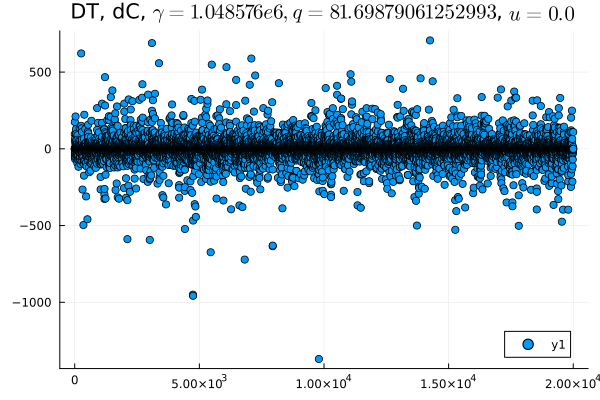 DT, dC, γ = 1.048576e6, q = 81.69879061252993, u = 0.0
500
0
−500
−1000
y1
0 5.00×10³ 1.00×10⁴ 1.50×10⁴ 2.00×10⁴